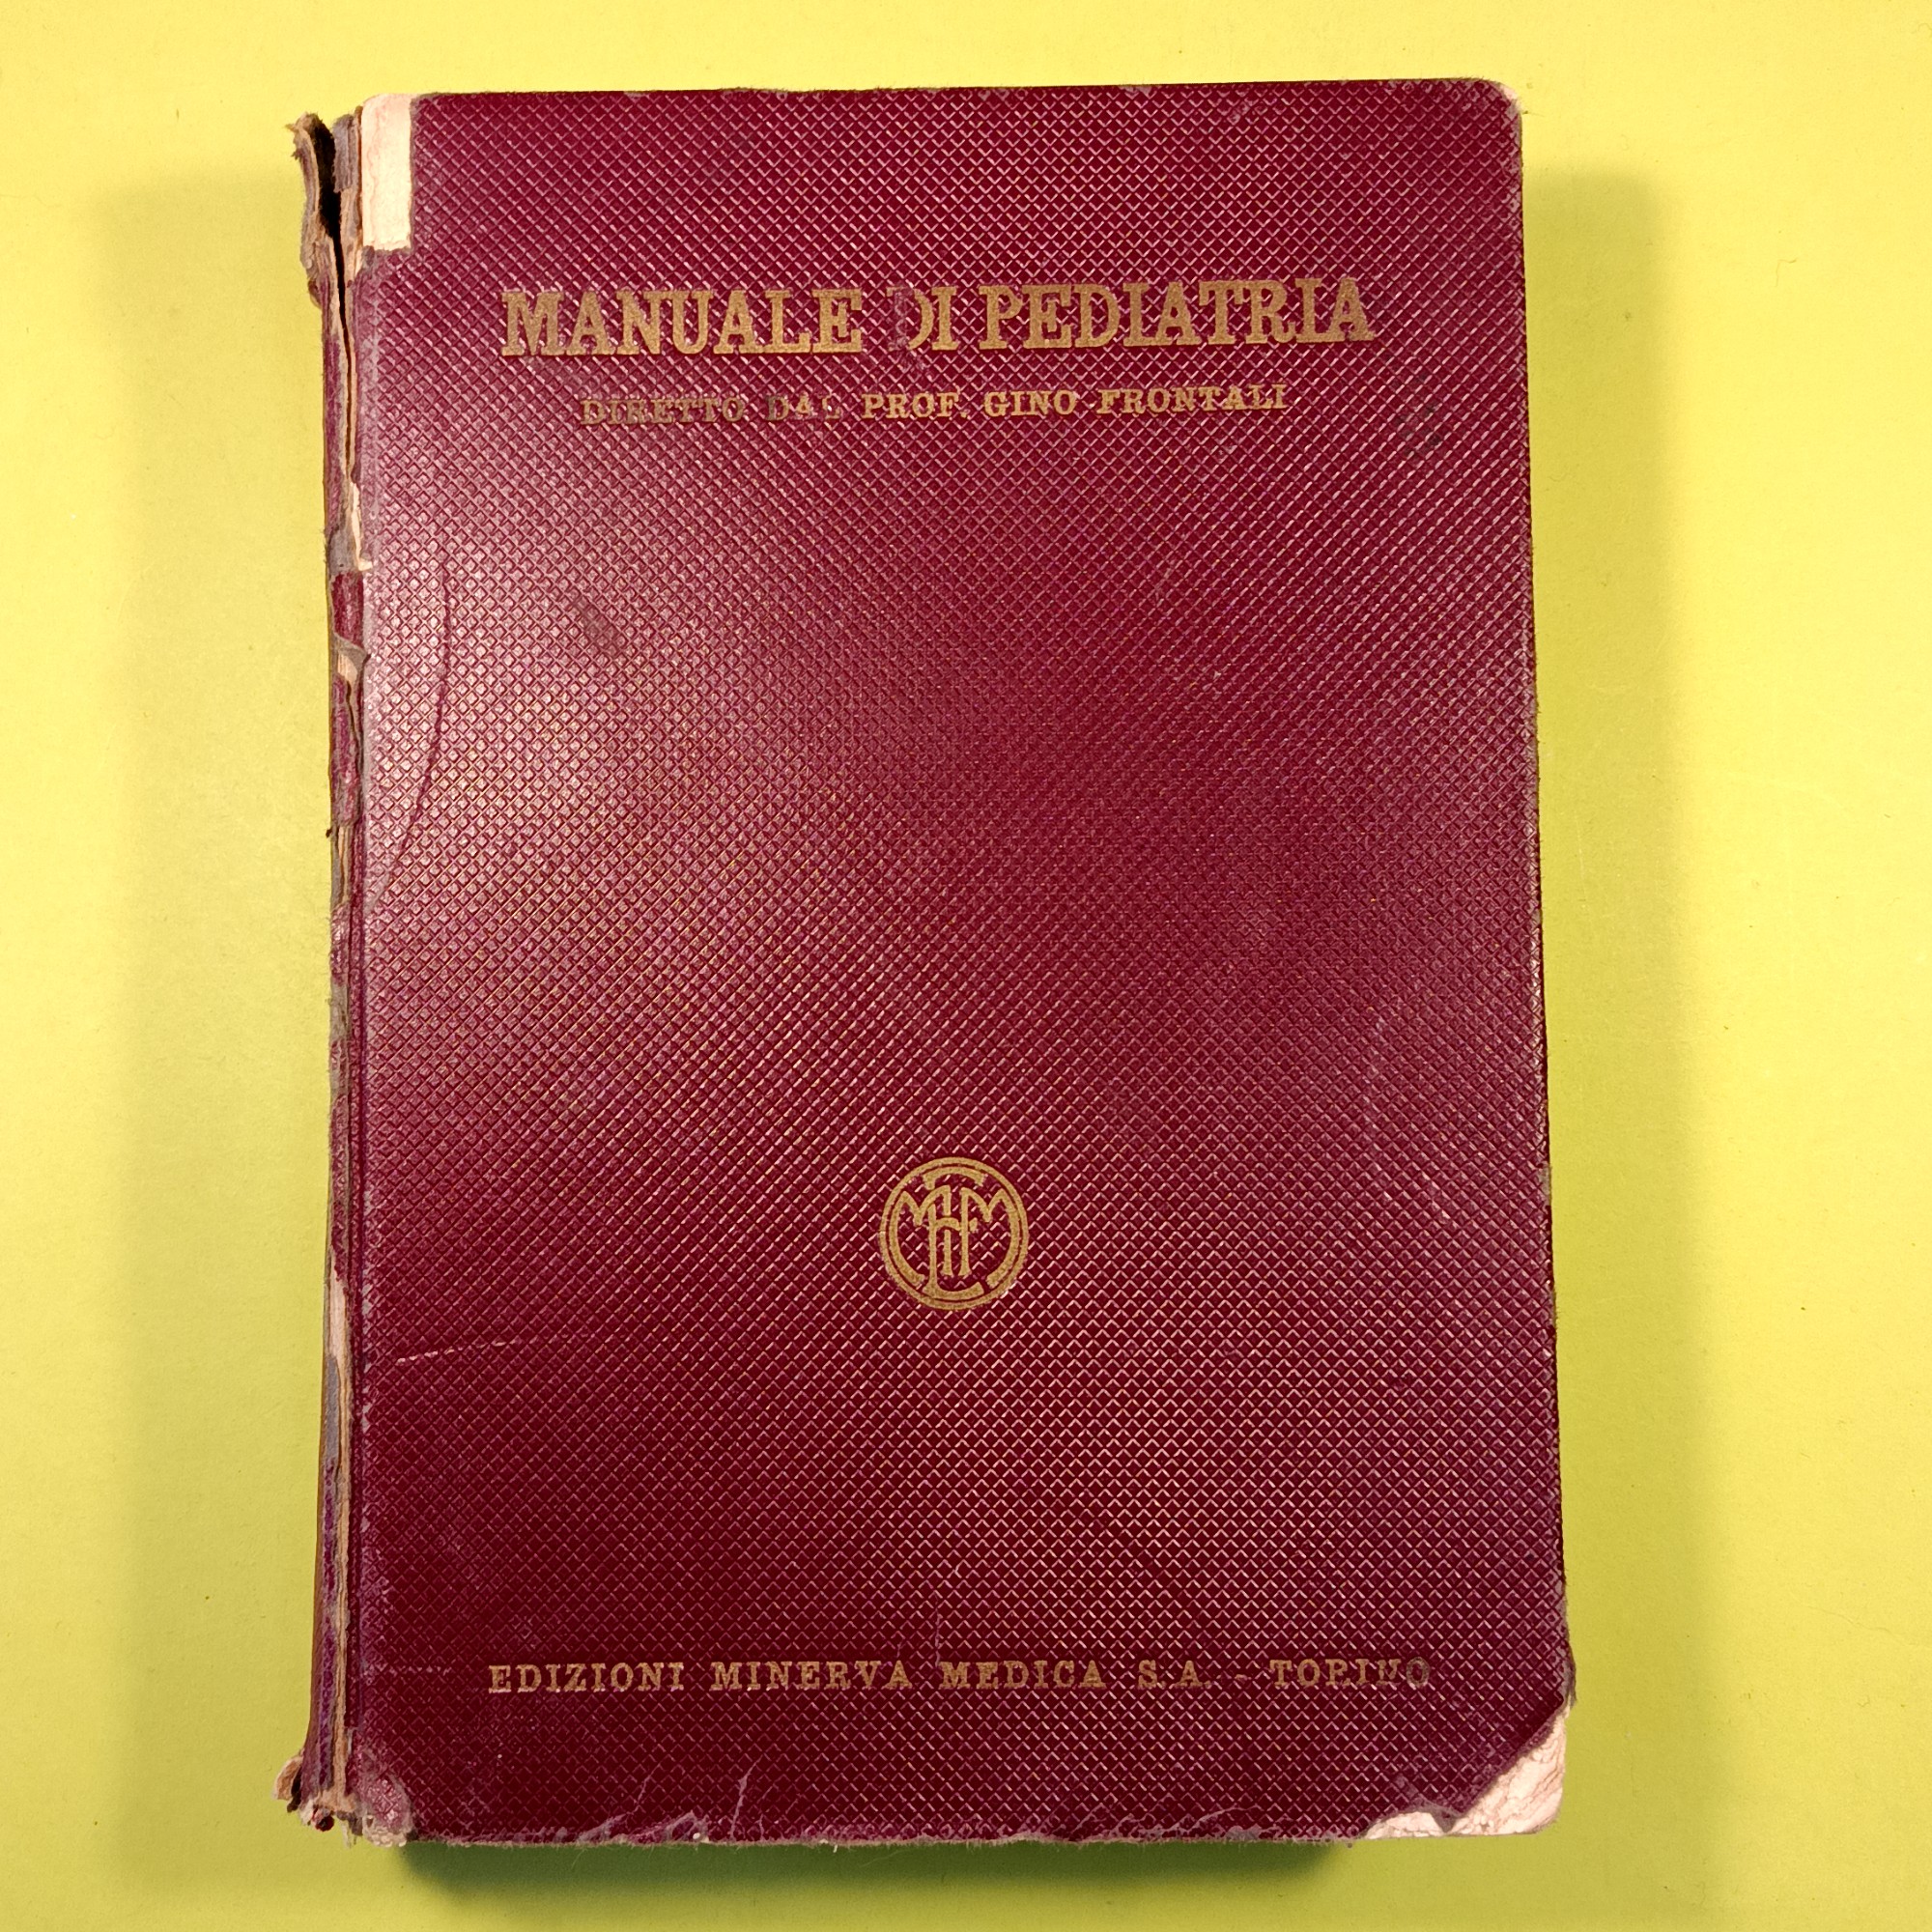 MANUALE DI PEDIATRIA
DIRETTO DAL PROF. GINO FRONTALI
EDIZIONI MINERVA MEDICA S.A. - TORINO